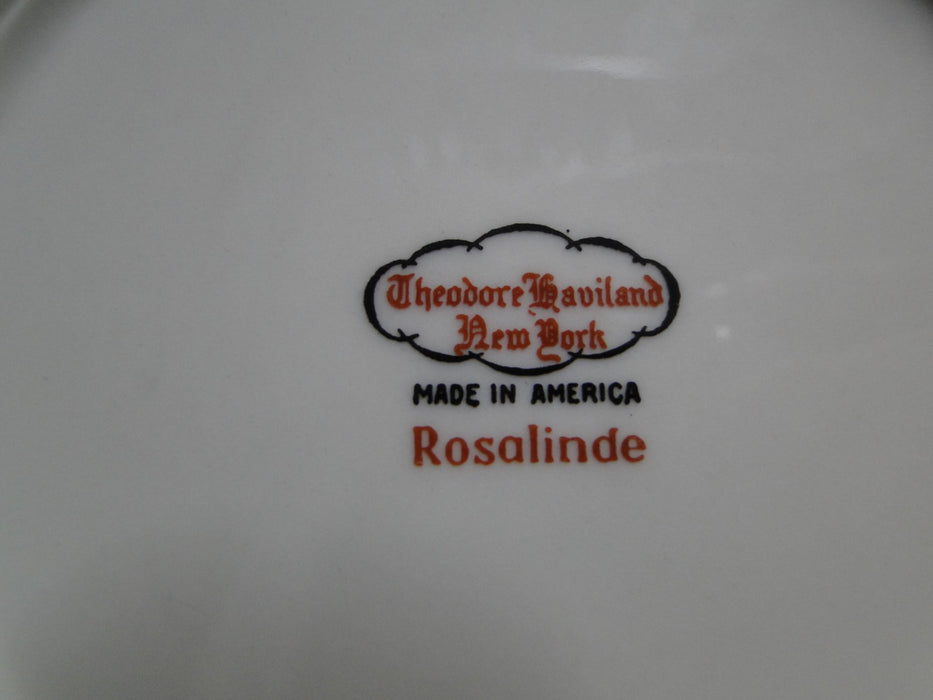 Theodore Haviland
New York
MADE IN AMERICA
Rosalinde